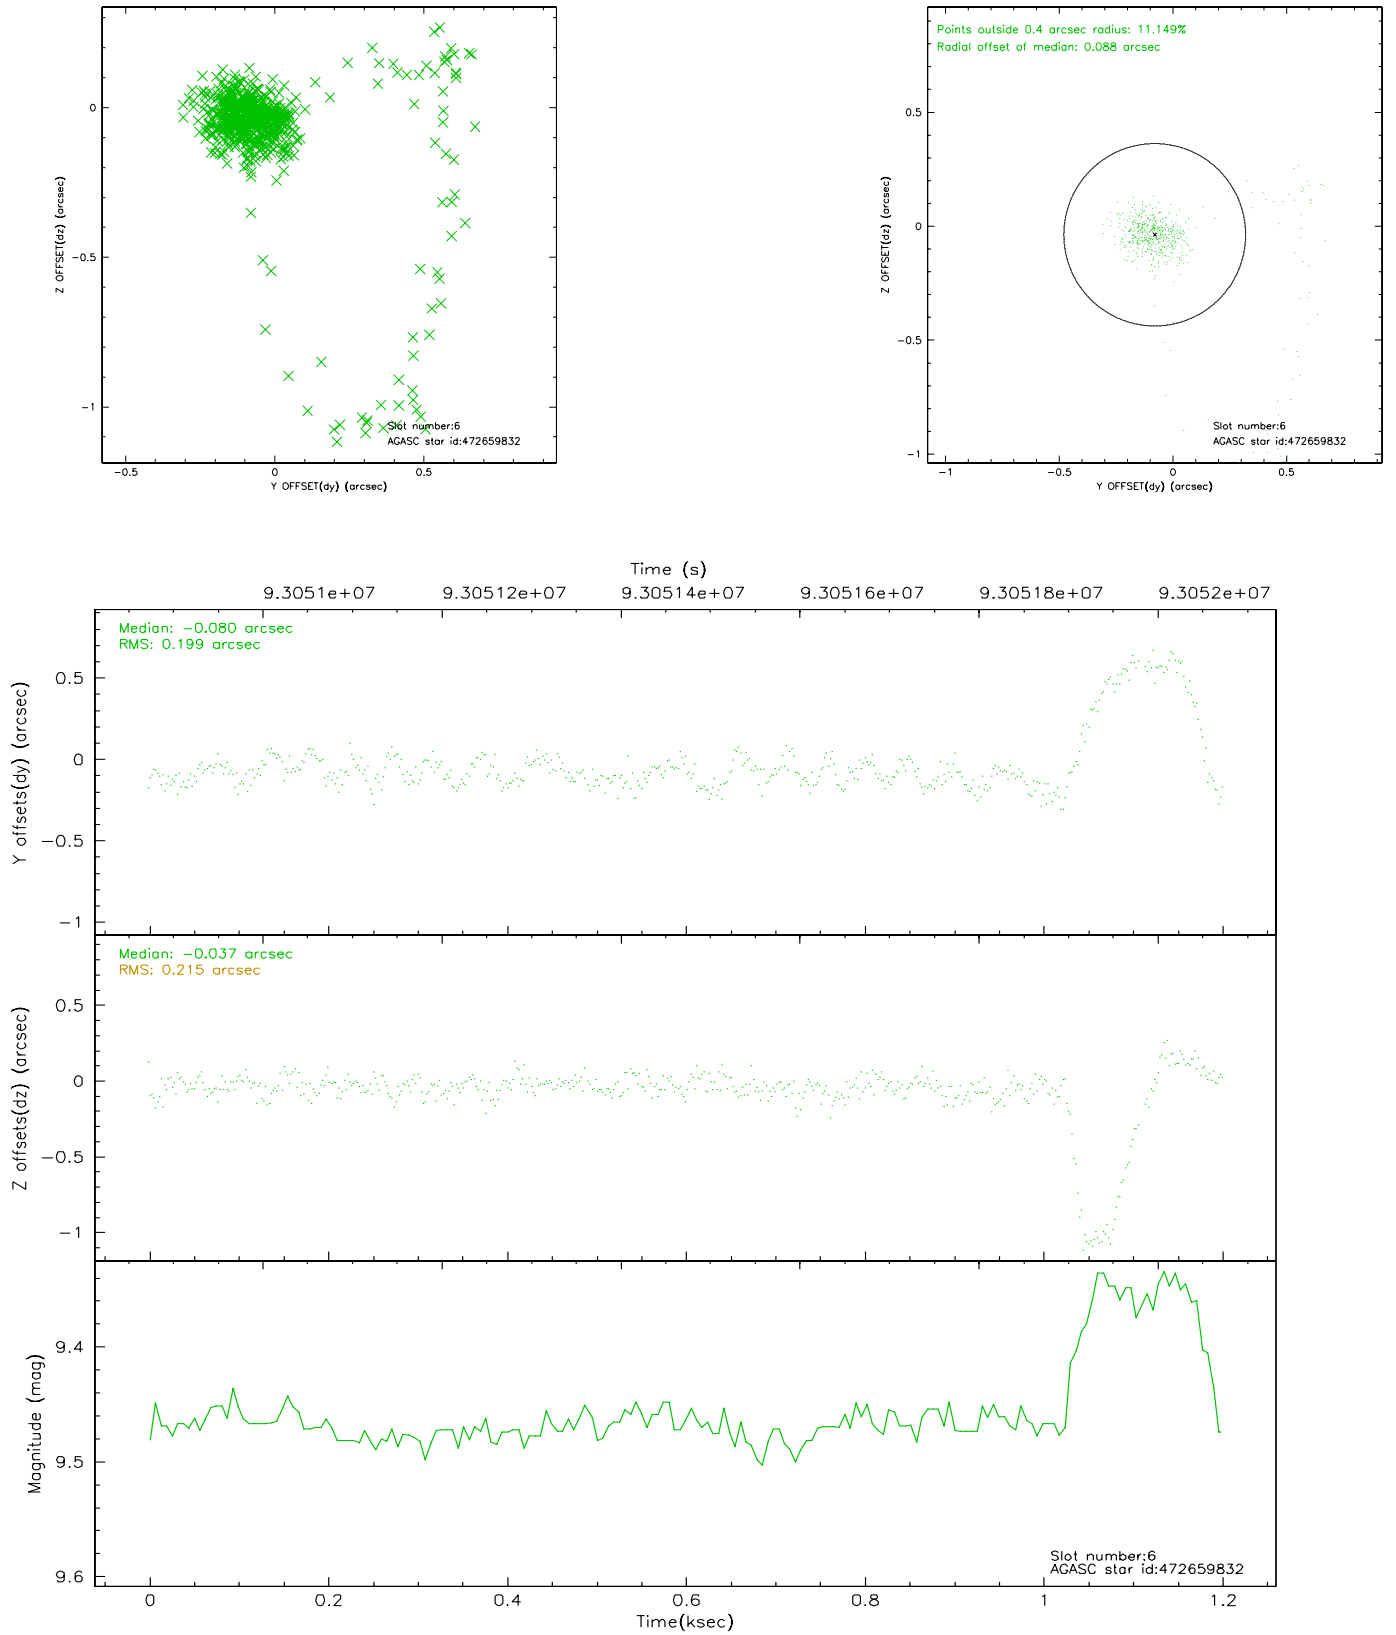 0
−0.5
−1
Z OFFSET(dz) (arcsec)
Slot number:6
AGASC star id:472659832
−0.5 0 0.5
Y OFFSET(dy) (arcsec)
Points outside 0.4 arcsec radius: 11.149%
Radial offset of median: 0.088 arcsec
0.5
0
−0.5
−1
Z OFFSET(dz) (arcsec)
Slot number:6
AGASC star id:472659832
−1 −0.5 0 0.5
Y OFFSET(dy) (arcsec)
Time (s)
9.3051e+07 9.30512e+07 9.30514e+07 9.30516e+07 9.30518e+07 9.3052e+07
Median: −0.080 arcsec
RMS: 0.199 arcsec
0.5
0
−0.5
−1
Y offsets(dy) (arcsec)
Median: −0.037 arcsec
RMS: 0.215 arcsec
0.5
0
−0.5
−1
Z offsets(dz) (arcsec)
9.4
9.5
9.6
Magnitude (mag)
Slot number:6
AGASC star id:472659832
0 0.2 0.4 0.6 0.8 1 1.2
Time(ksec)